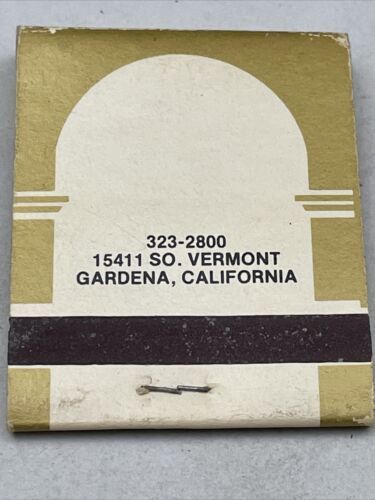 323-2800
15411 SO. VERMONT
GARDENA, CALIFORNIA